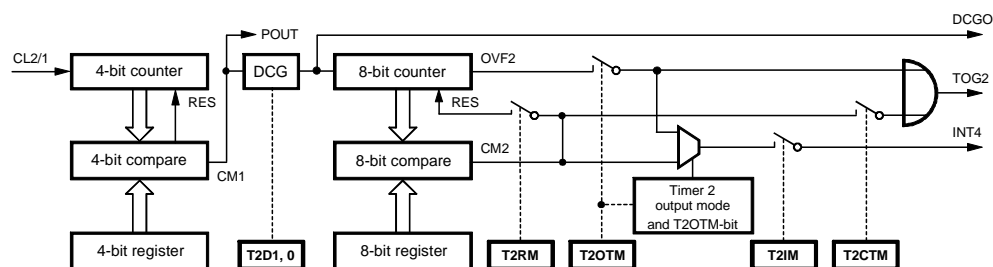 DCGO
POUT
CL2/1
4-bit counter
DCG
8-bit counter
OVF2
TOG2
RES
RES
INT4
4-bit compare
8-bit compare
CM2
CM1
Timer 2
output mode
and T2OTM-bit
4-bit register
T2D1, 0
8-bit register
T2RM
T2OTM
T2IM
T2CTM